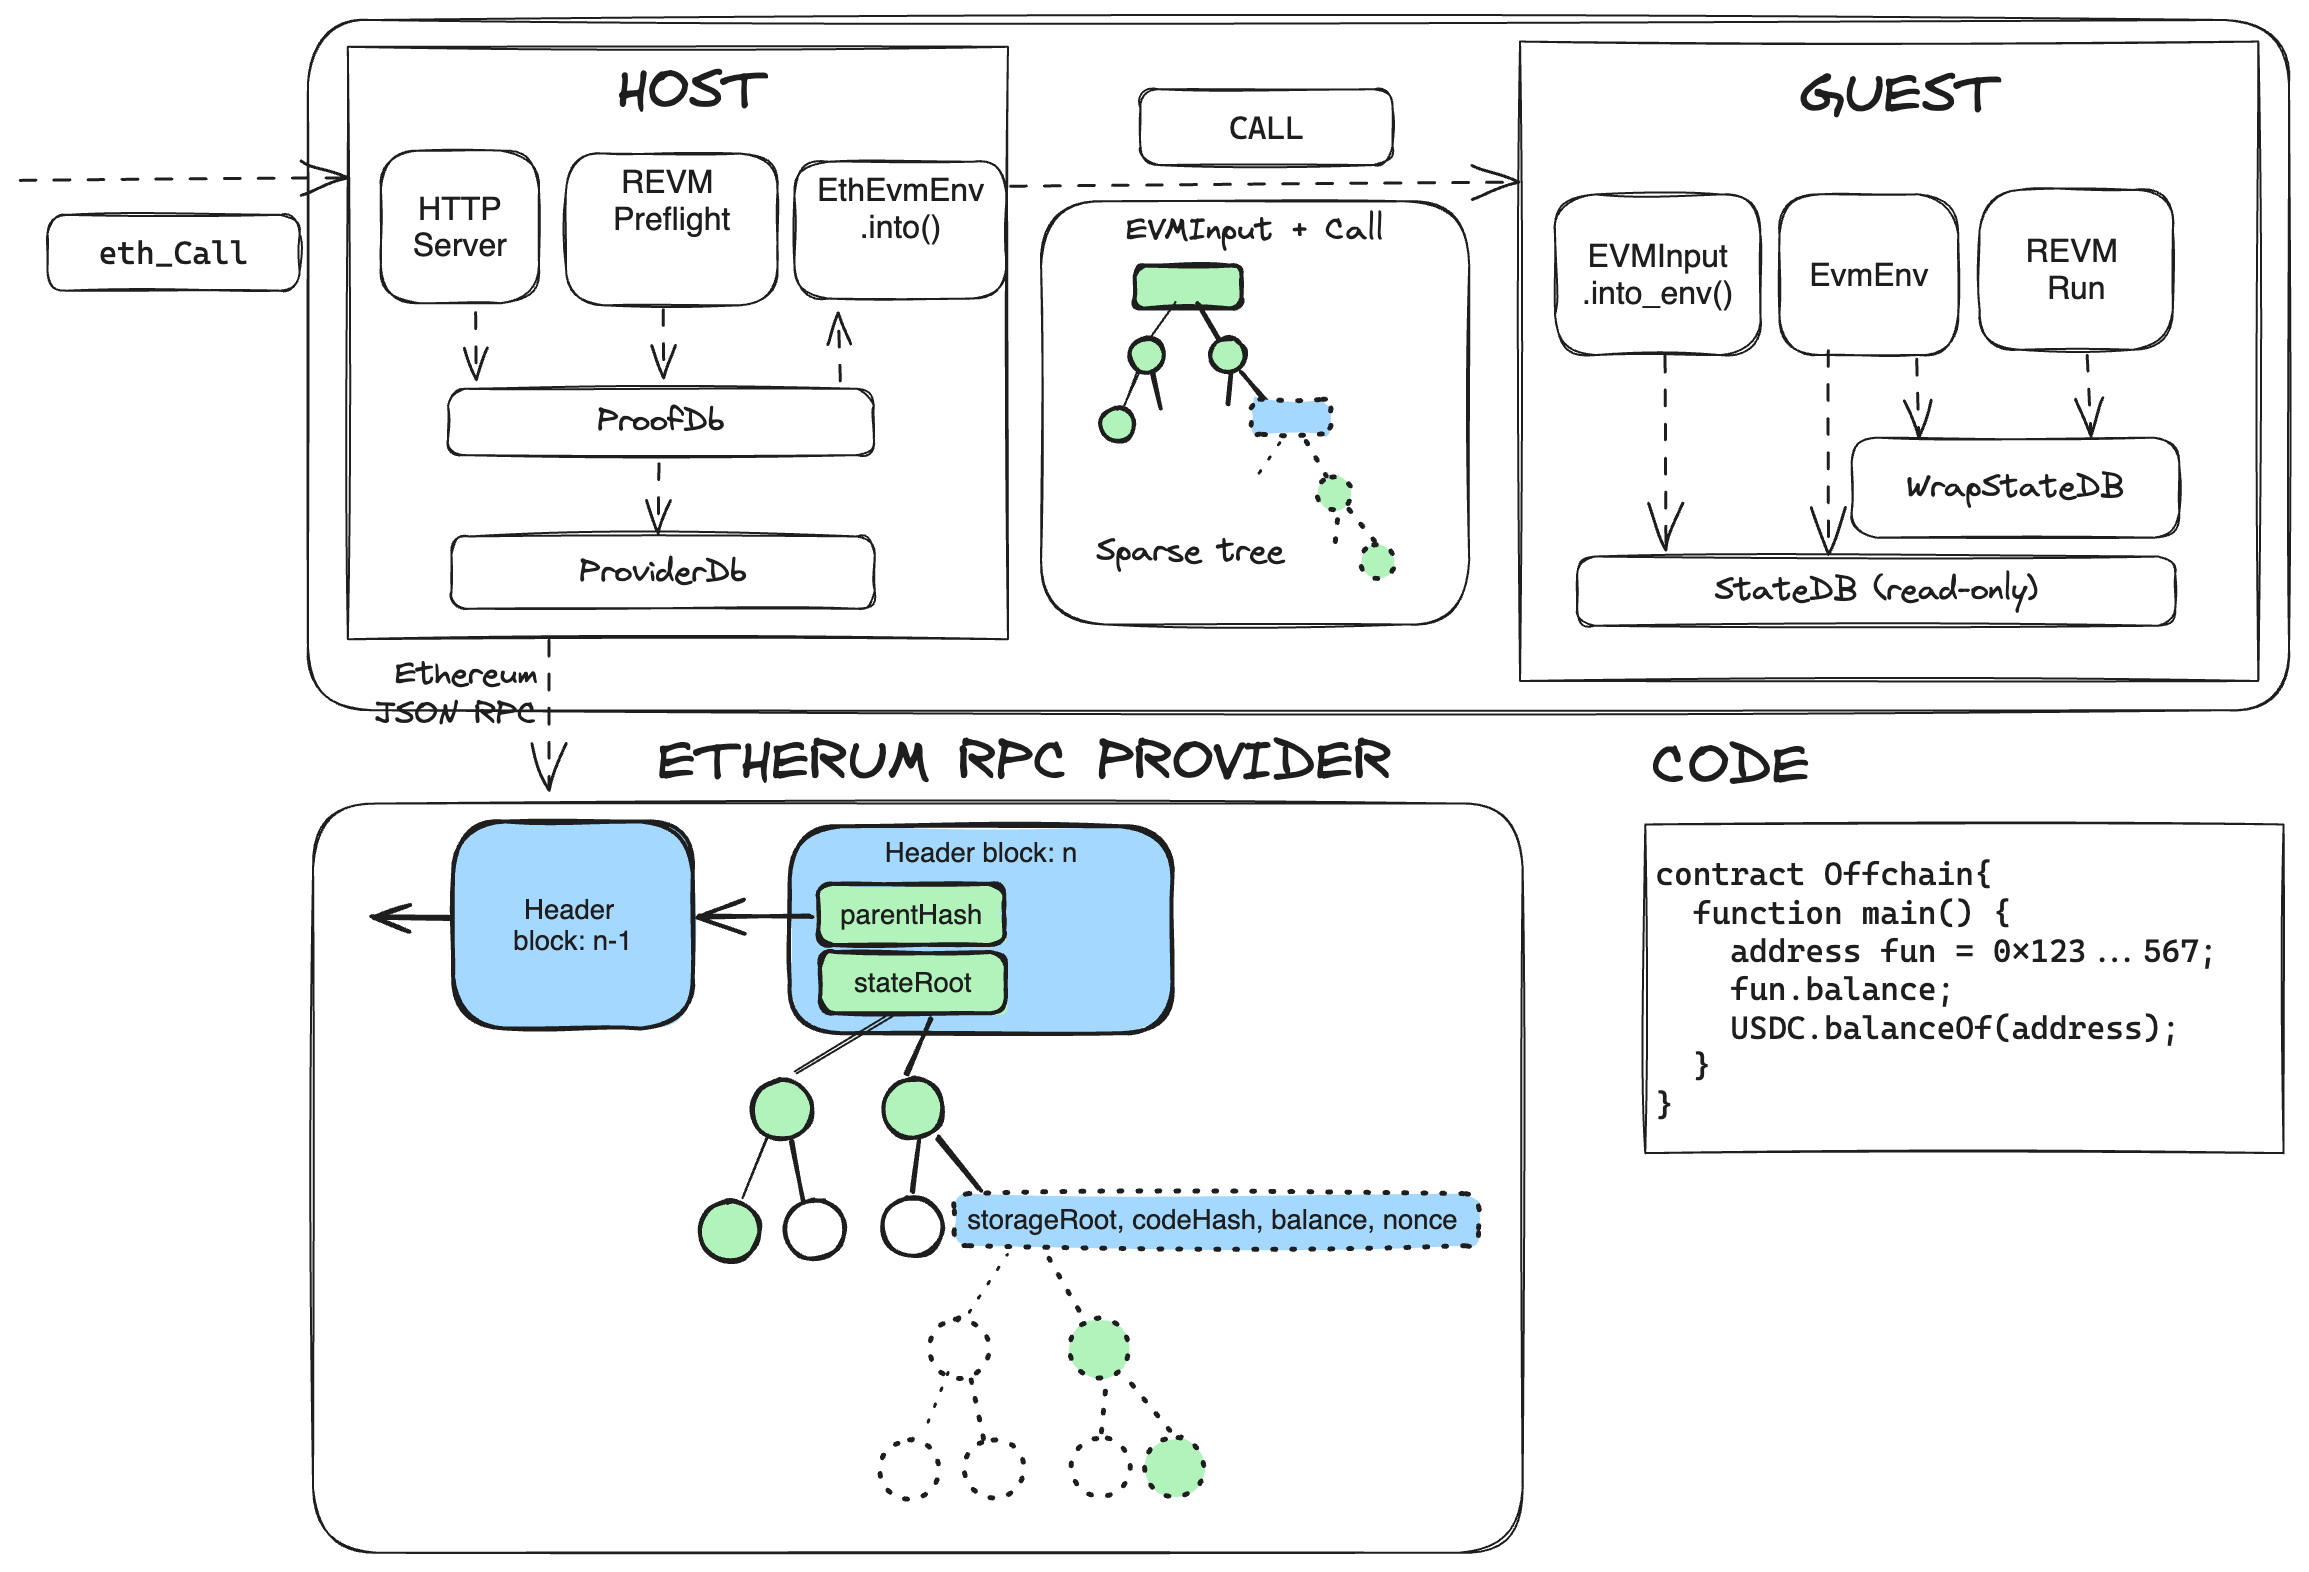 HOST
GUEST
eth_Call
HTTP
Server
REVM
Preflight
EthEvmEnv
.into()
ProofDb
ProviderDb
CALL
EVMInput + Call
Sparse tree
EVMInput
.into_env()
EvmEnv
REVM
Run
WrapStateDB
StateDB (read-only)
Ethereum
JSON RPC
ETHERUM RPC PROVIDER
Header
block: n-1
Header block: n
parentHash
stateRoot
storageRoot, codeHash, balance, nonce
CODE
contract Offchain{
  function main() {
    address fun = 0×123...567;
    fun.balance;
    USDC.balanceOf(address);
  }
}